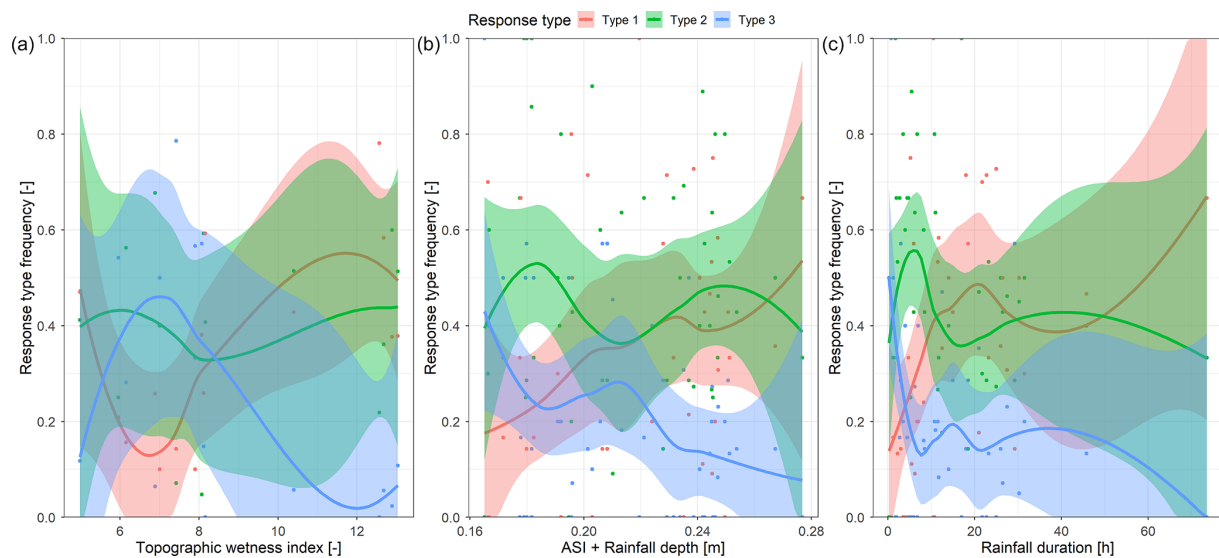 Response type Type 1 Type 2 Type 3
(a) (b) (c)
Response type frequency [-]
1.0
0.8
0.6
0.4
0.2
0.0
6 8 10 12
Topographic wetness index [-]
Response type frequency [-]
1.0
0.8
0.6
0.4
0.2
0.0
0.16 0.20 0.24 0.28
ASI + Rainfall depth [m]
Response type frequency [-]
1.0
0.8
0.6
0.4
0.2
0.0
0 20 40 60
Rainfall duration [h]